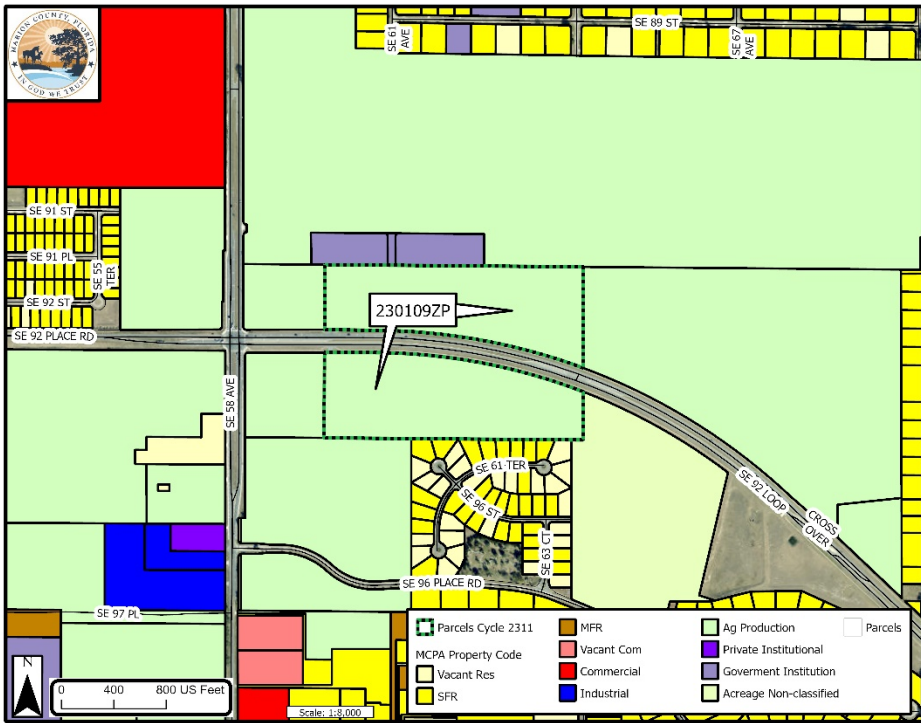 MARION COUNTY, FLORIDA
IN GOD WE TRUST
SE 61 AVE
SE 89 ST
SE 67 AVE
SE 91 ST
SE 91 PL
SE 55 TER
SE 92 ST
SE 92 PLACE RD
230109ZP
SE 58 AVE
SE 61 TER
SE 96 ST
SE 63 CT
SE 92 LOOP
CROSS OVER
SE 96 PLACE RD
SE 97 PL
N
0 400 800 US Feet
Scale: 1:8,000
Parcels Cycle 2311
MCPA Property Code
Vacant Res
SFR
MFR
Vacant Com
Commercial
Industrial
Ag Production
Private Institutional
Goverment Institution
Acreage Non-classified
Parcels